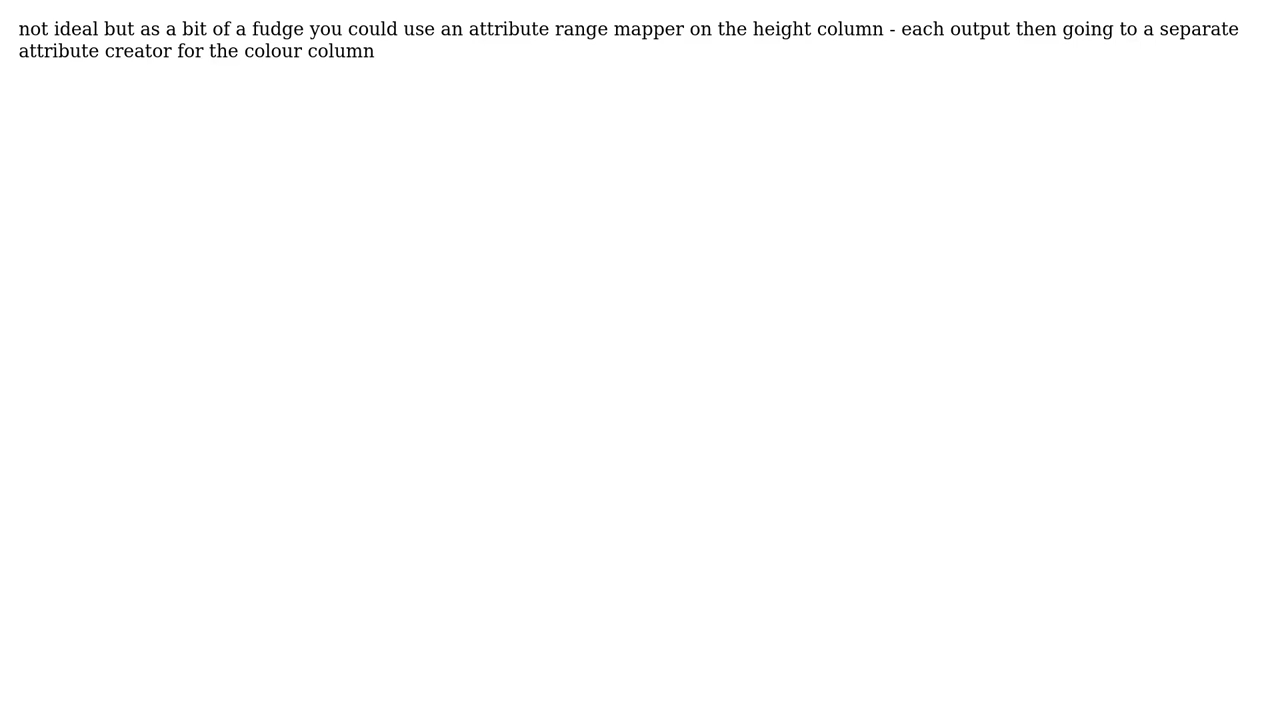 not ideal but as a bit of a fudge you could use an attribute range mapper on the height column - each output then going to a separate
attribute creator for the colour column